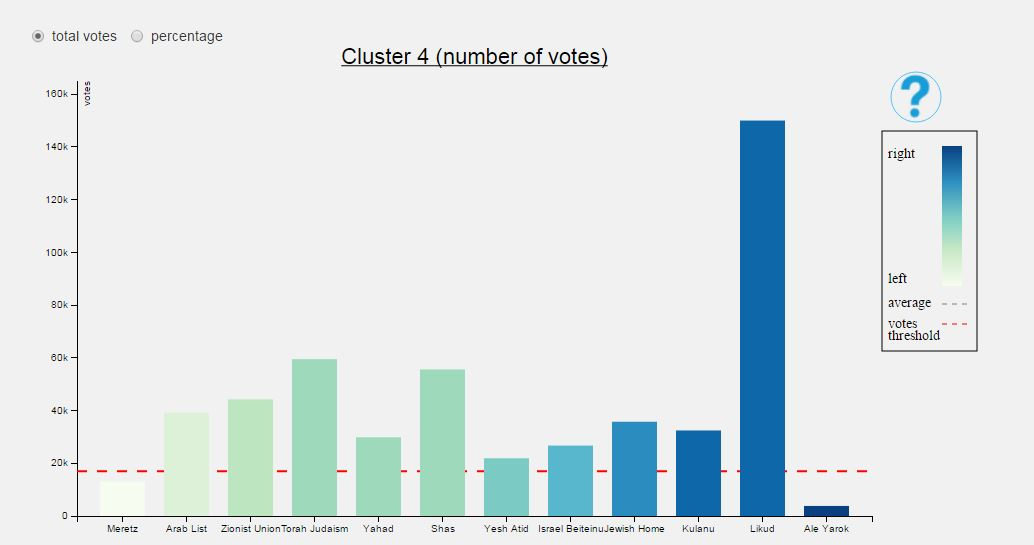 total votes percentage
Cluster 4 (number of votes)
votes
160k
140k
120k
100k
80k
60k
40k
20k
0
Meretz Arab List Zionist Union Torah Judaism Yahad Shas Yesh Atid Israel Beiteinu Jewish Home Kulanu Likud Ale Yarok
?
right
left
average
votes
threshold